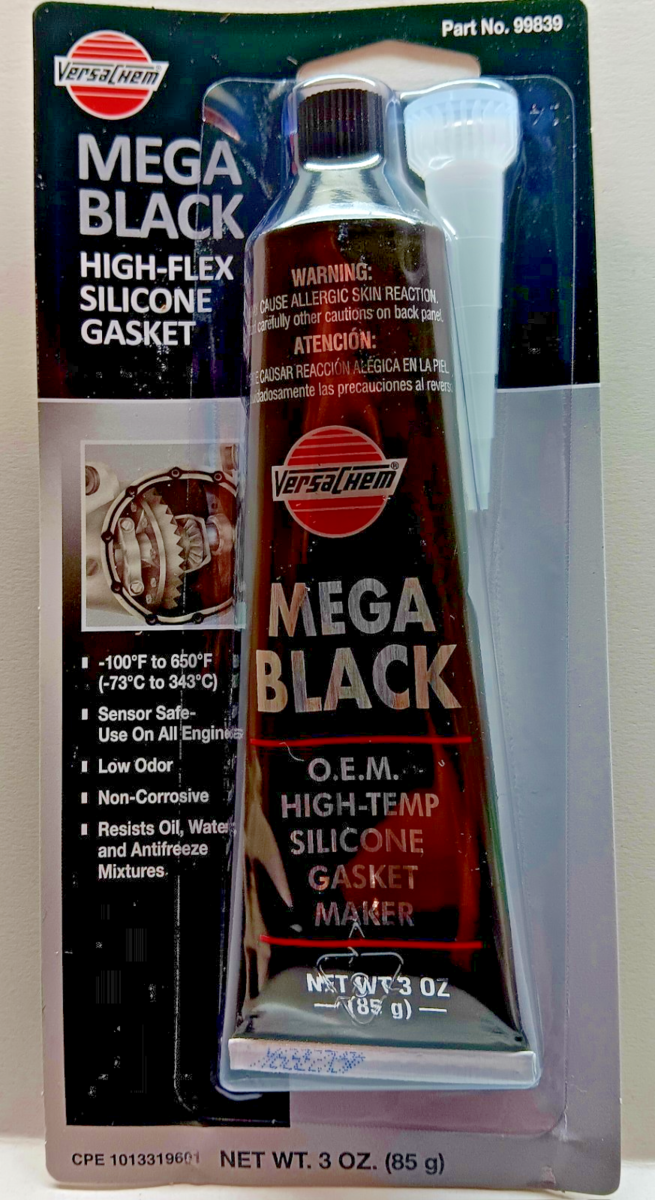 Part No. 99839
VERSACHEM
MEGA
BLACK
HIGH-FLEX
SILICONE
GASKET
WARNING:
CAUSE ALLERGIC SKIN REACTION.
carefully other cautions on back panel.
ATENCIÓN:
CAUSAR REACCIÓN ALÉGICA EN LA PIEL
las precauciones al
VERSACHEM®
MEGA
BLACK
-100°F to 650°F
(-73°C to 343°C)
Sensor Safe-
Use On All Engines
Low Odor
Non-Corrosive
Resists Oil, Water
and Antifreeze
Mixtures
O.E.M.
HIGH-TEMP
SILICONE
GASKET
MAKER
NET WT 3 OZ
(85 g)
CPE 1013319601
NET WT. 3 OZ. (85 g)